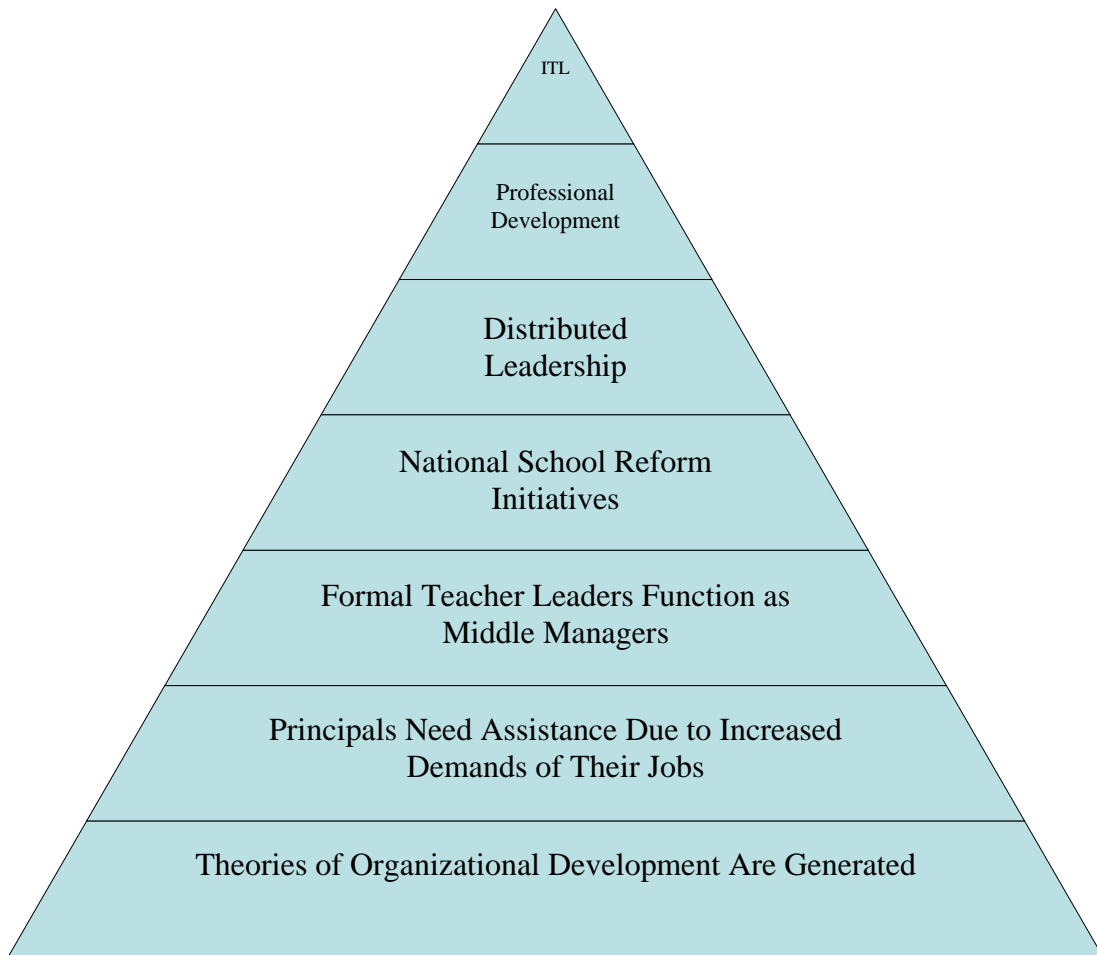 ITL
Professional
Development
Distributed
Leadership
National School Reform
Initiatives
Formal Teacher Leaders Function as
Middle Managers
Principals Need Assistance Due to Increased
Demands of Their Jobs
Theories of Organizational Development Are Generated